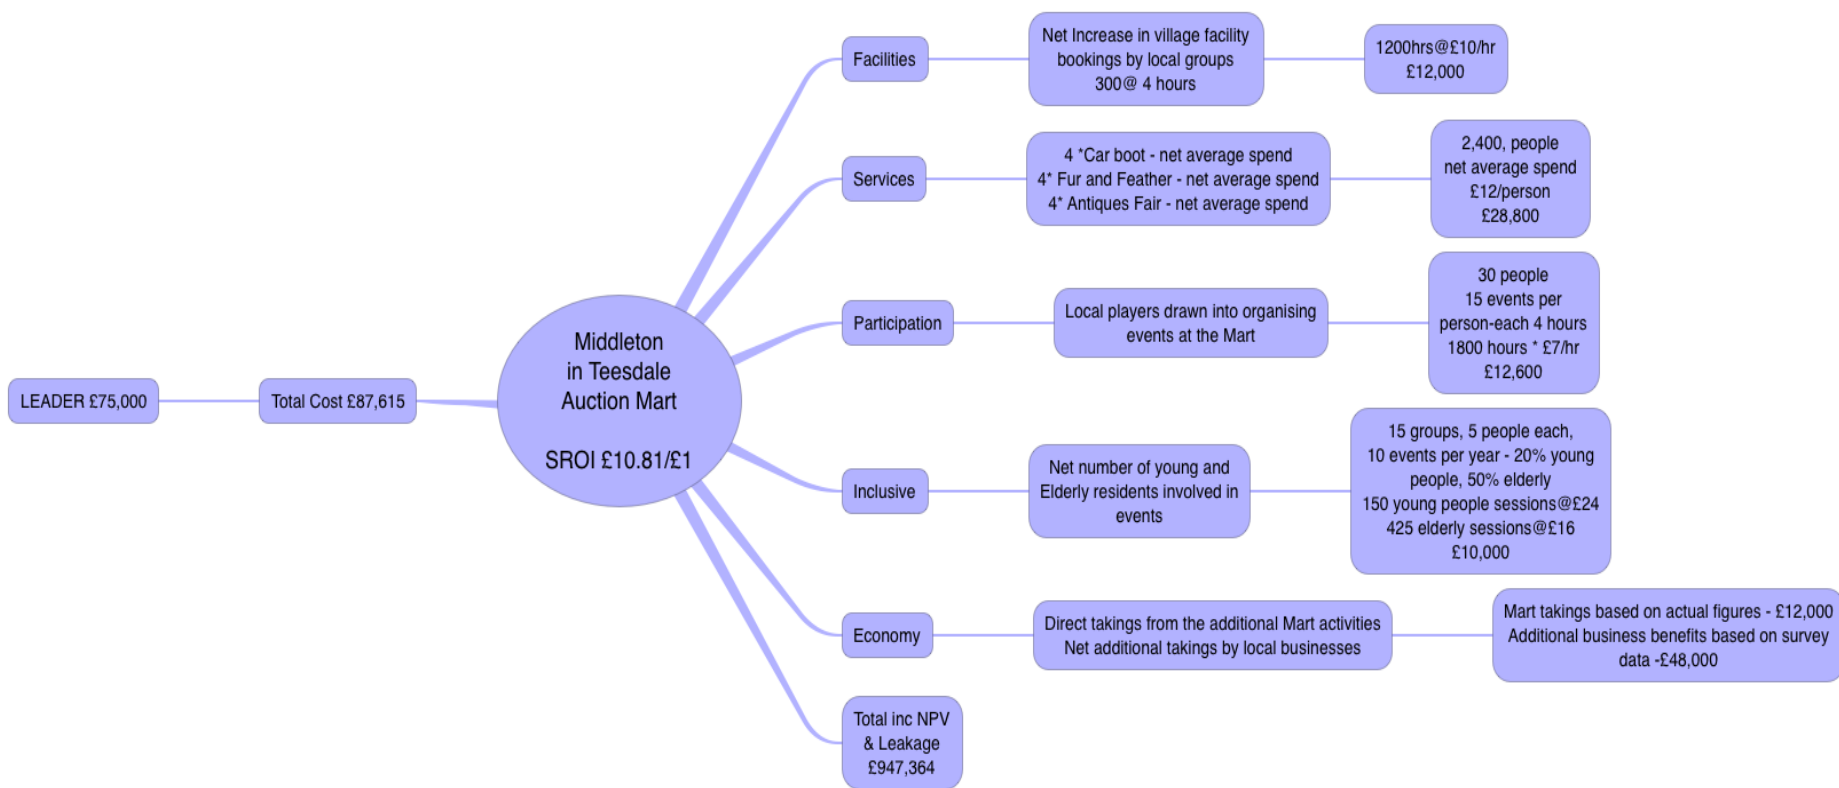 LEADER £75,000
Total Cost £87,615
Middleton
in Teesdale
Auction Mart
SROI £10.81/£1
Facilities
Net Increase in village facility
bookings by local groups
300@ 4 hours
1200hrs@£10/hr
£12,000
Services
4 *Car boot - net average spend
4* Fur and Feather - net average spend
4* Antiques Fair - net average spend
2,400, people
net average spend
£12/person
£28,800
Participation
Local players drawn into organising
events at the Mart
30 people
15 events per
person-each 4 hours
1800 hours * £7/hr
£12,600
Inclusive
Net number of young and
Elderly residents involved in
events
15 groups, 5 people each,
10 events per year - 20% young
people, 50% elderly
150 young people sessions@£24
425 elderly sessions@£16
£10,000
Economy
Direct takings from the additional Mart activities
Net additional takings by local businesses
Mart takings based on actual figures - £12,000
Additional business benefits based on survey
data -£48,000
Total inc NPV
& Leakage
£947,364